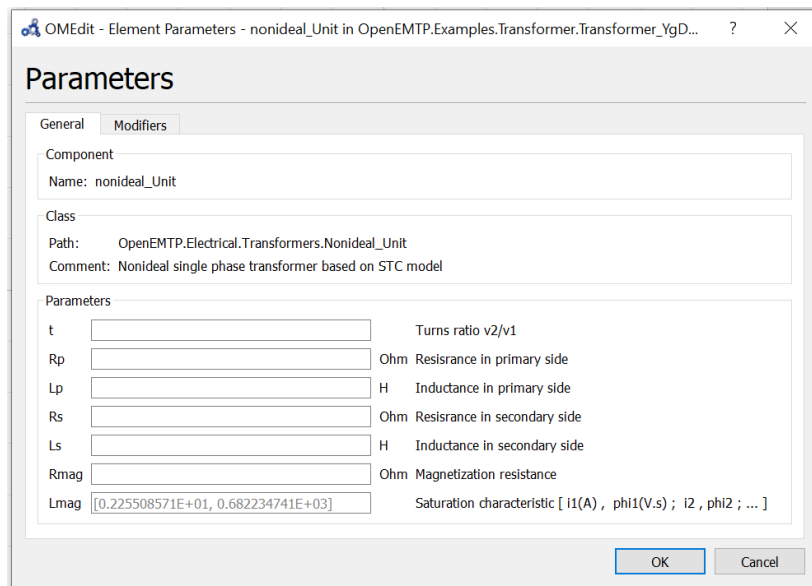 OMEdit - Element Parameters - nonideal_Unit in OpenEMTP.Examples.Transformer.Transformer_YgD... ?
Parameters
General Modifiers
Component
Name: nonideal_Unit
Class
Path: OpenEMTP.Electrical.Transformers.Nonideal_Unit
Comment: Nonideal single phase transformer based on STC model
Parameters
t Turns ratio v2/v1
Rp Ohm Resisrance in primary side
Lp H Inductance in primary side
Rs Ohm Resisrance in secondary side
Ls H Inductance in secondary side
Rmag Ohm Magnetization resistance
Lmag [0.225508571E+01, 0.682234741E+03] Saturation characteristic [ i1(A) , phi1(V.s) ; i2 , phi2 ; ... ]
OK Cancel